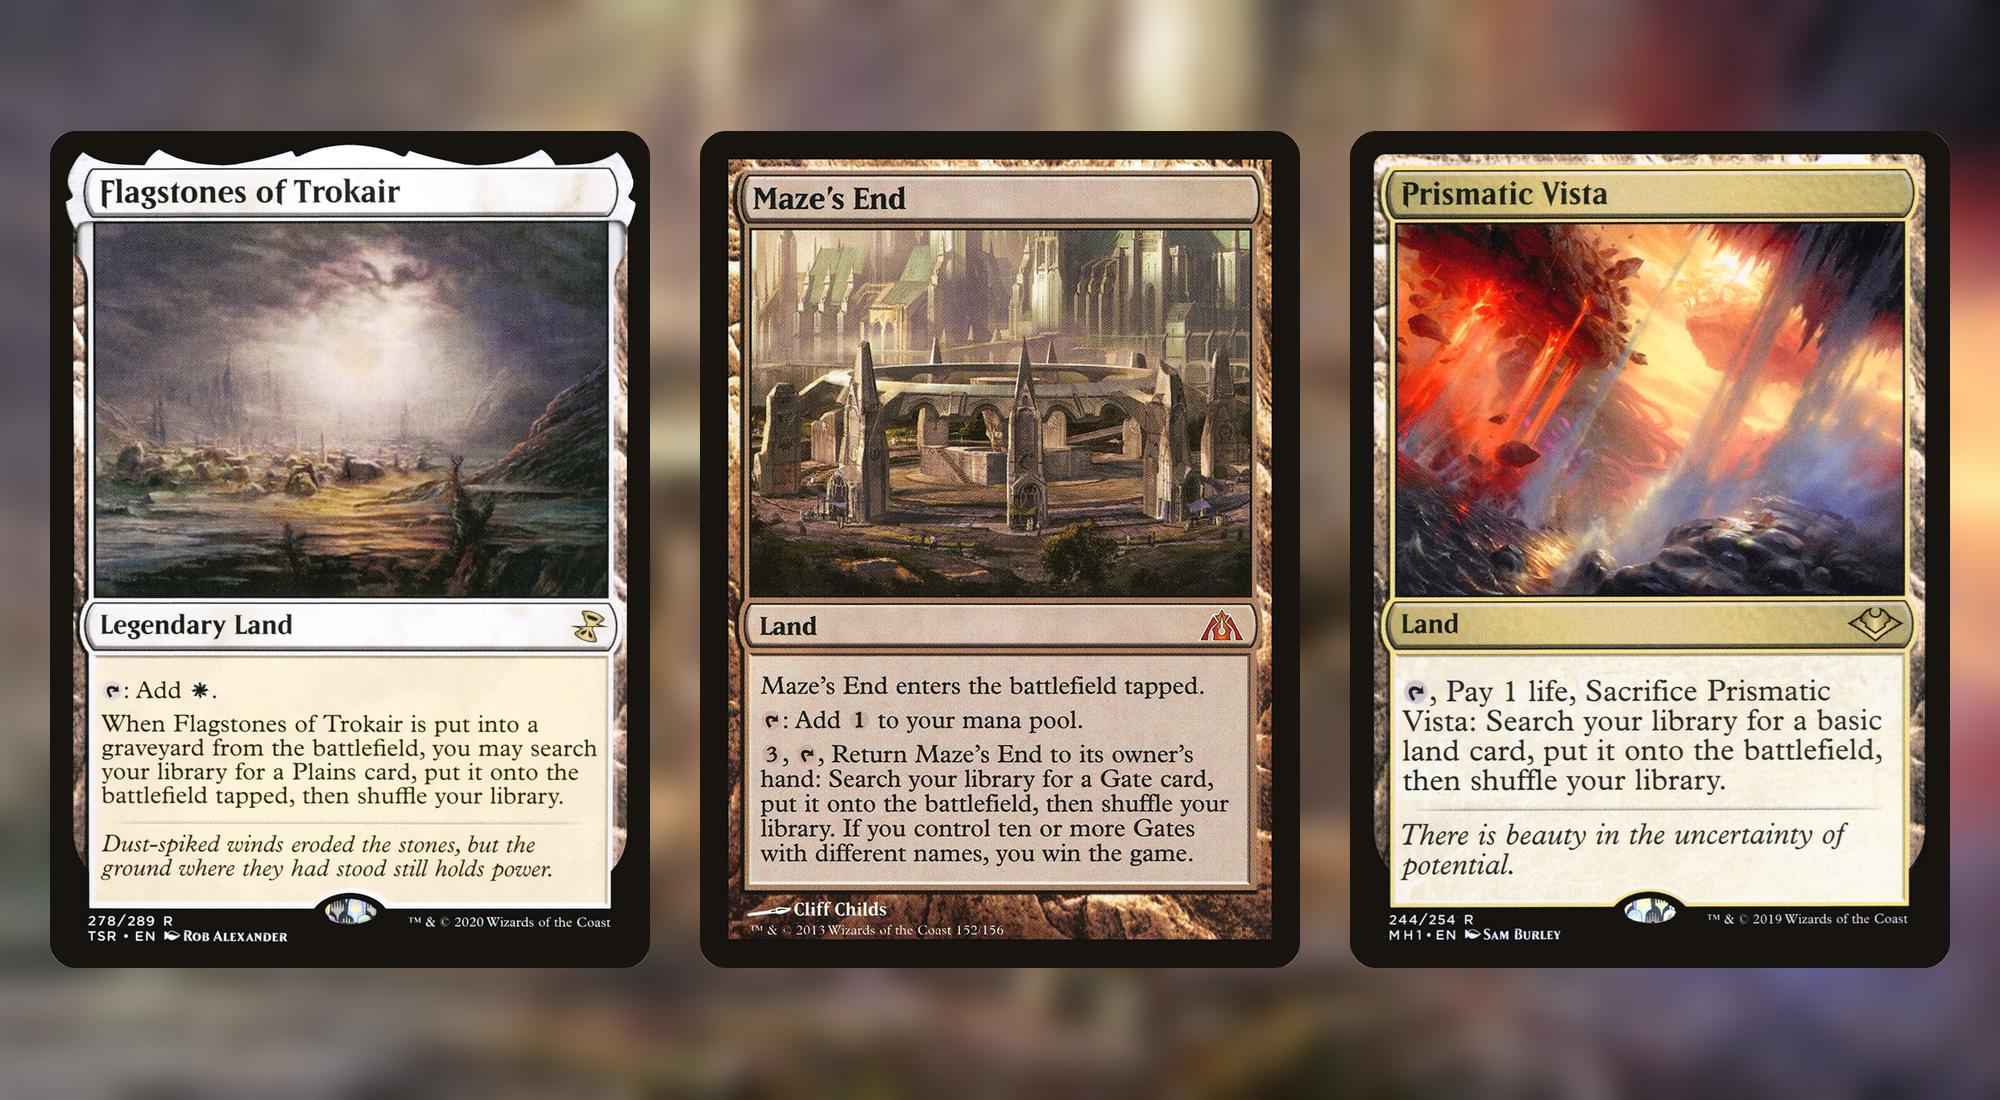 Flagstones of Trokair
Legendary Land
: Add .
When Flagstones of Trokair is put into a
graveyard from the battlefield, you may search
your library for a Plains card, put it onto the
battlefield tapped, then shuffle your library.
Dust-spiked winds eroded the stones, but the
ground where they had stood still holds power.
278/289 R
TSR • EN ROB ALEXANDER
™ & © 2020 Wizards of the Coast
Maze's End
Land
Maze's End enters the battlefield tapped.
: Add 1 to your mana pool.
3, , Return Maze's End to its owner's
hand: Search your library for a Gate card,
put it onto the battlefield, then shuffle your
library. If you control ten or more Gates
with different names, you win the game.
Cliff Childs
™ & © 2013 Wizards of the Coast 152/156
Prismatic Vista
Land
, Pay 1 life, Sacrifice Prismatic
Vista: Search your library for a basic
land card, put it onto the battlefield,
then shuffle your library.
There is beauty in the uncertainty of
potential.
244/254 R
MH1 • EN SAM BURLEY
™ & © 2019 Wizards of the Coast